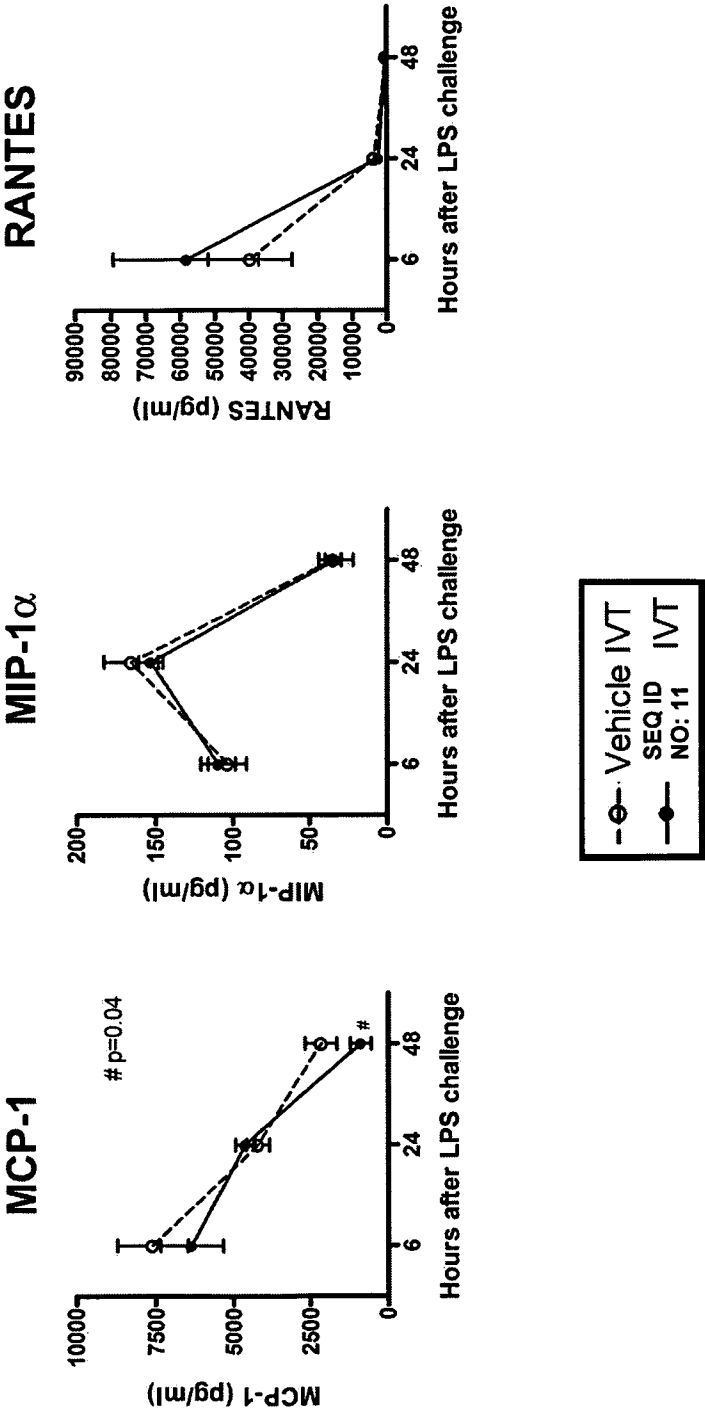 MCP-1
# p=0.04
10000
7500
5000
2500
0
MCP-1 (pg/ml)
#
6
24
48
Hours after LPS challenge
MIP-1α
200
150
100
50
0
MIP-1α (pg/ml)
6
24
48
Hours after LPS challenge
RANTES
90000
80000
70000
60000
50000
40000
30000
20000
10000
0
RANTES (pg/ml)
6
24
48
Hours after LPS challenge
Vehicle IVT
SEQ ID
NO: 11 IVT